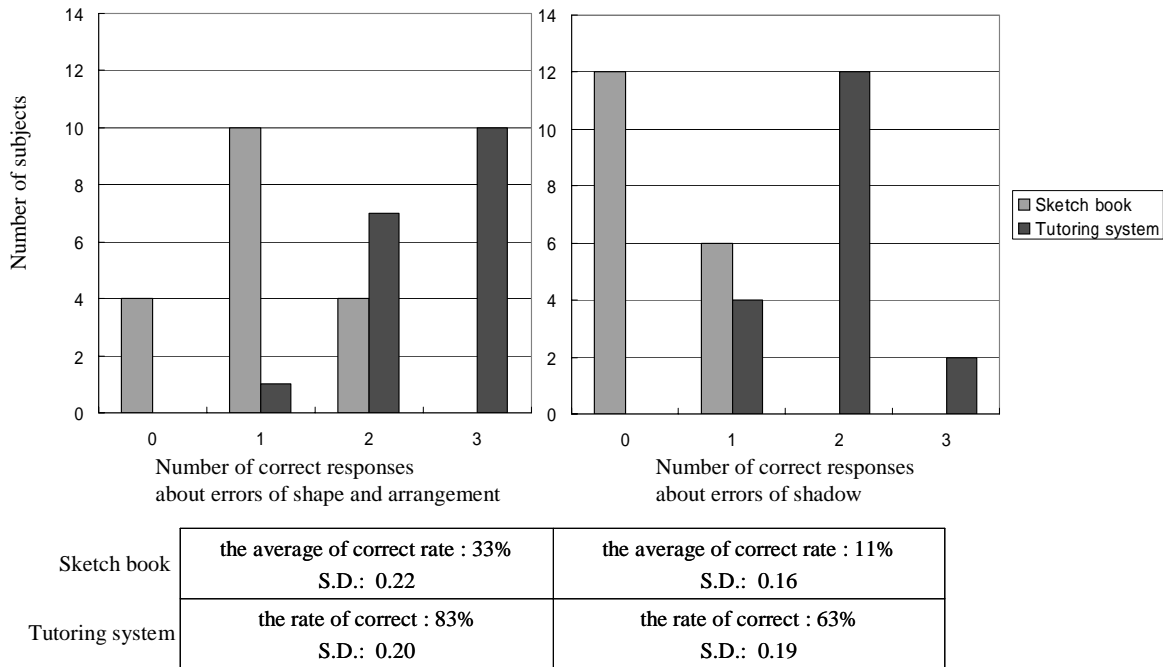 14
12
10
8
6
4
2
0
0 1 2 3
Number of subjects
Number of correct responses
about errors of shape and arrangement
14
12
10
8
6
4
2
0
0 1 2 3
Number of correct responses
about errors of shadow
Sketch book
Tutoring system
Sketch book
the average of correct rate : 33%
S.D.: 0.22
the average of correct rate : 11%
S.D.: 0.16
Tutoring system
the rate of correct : 83%
S.D.: 0.20
the rate of correct : 63%
S.D.: 0.19